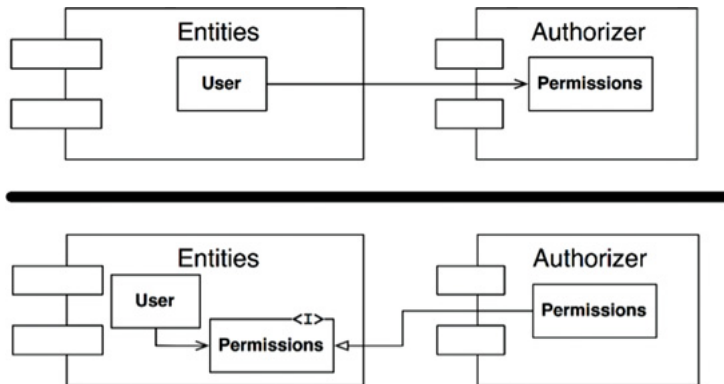 Entities
Authorizer
User
Permissions
Entities
Authorizer
User
<I>
Permissions
Permissions